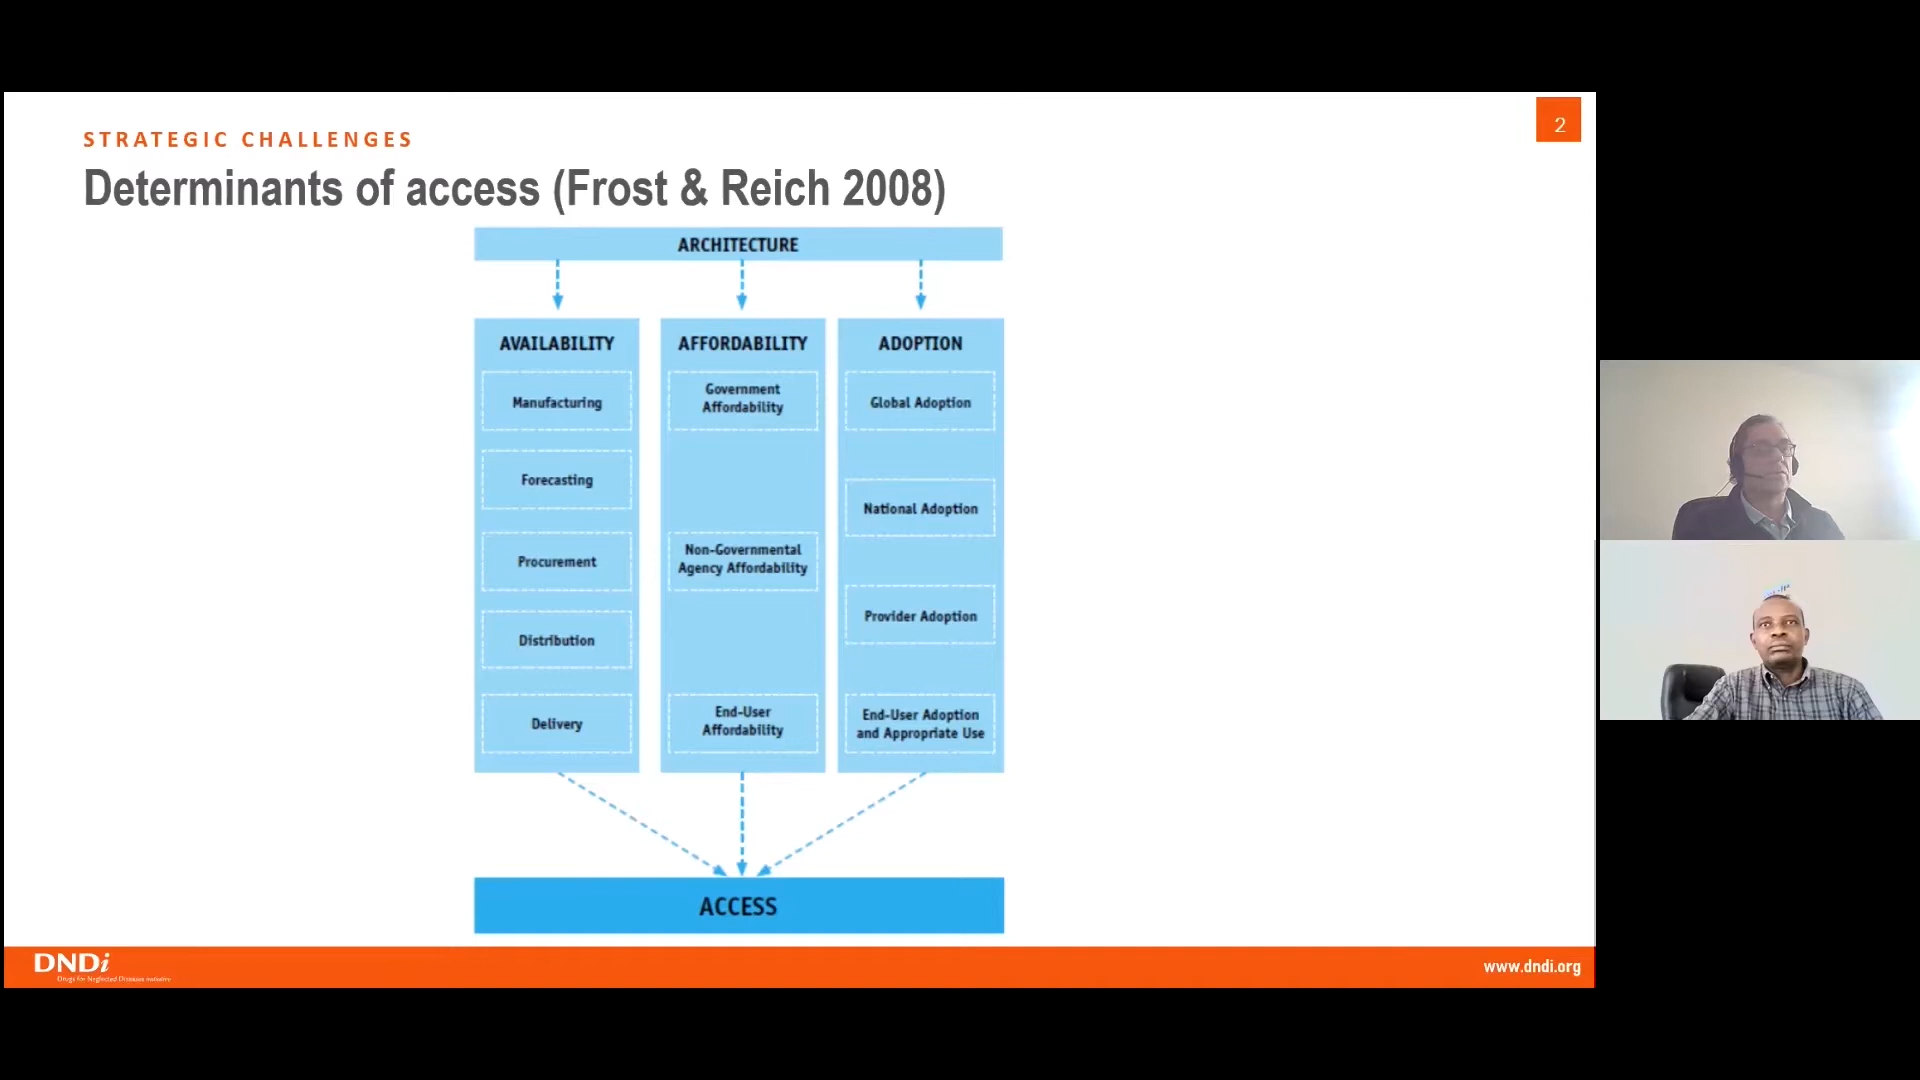 STRATEGIC CHALLENGES
2
Determinants of access (Frost & Reich 2008)
ARCHITECTURE
AVAILABILITY
Manufacturing
Forecasting
Procurement
Distribution
Delivery
AFFORDABILITY
Government
Affordability
Non-Governmental
Agency Affordability
End-User
Affordability
ADOPTION
Global Adoption
National Adoption
Provider Adoption
End-User Adoption
and Appropriate Use
ACCESS
DNDi
Drugs for Neglected Diseases initiative
www.dndi.org